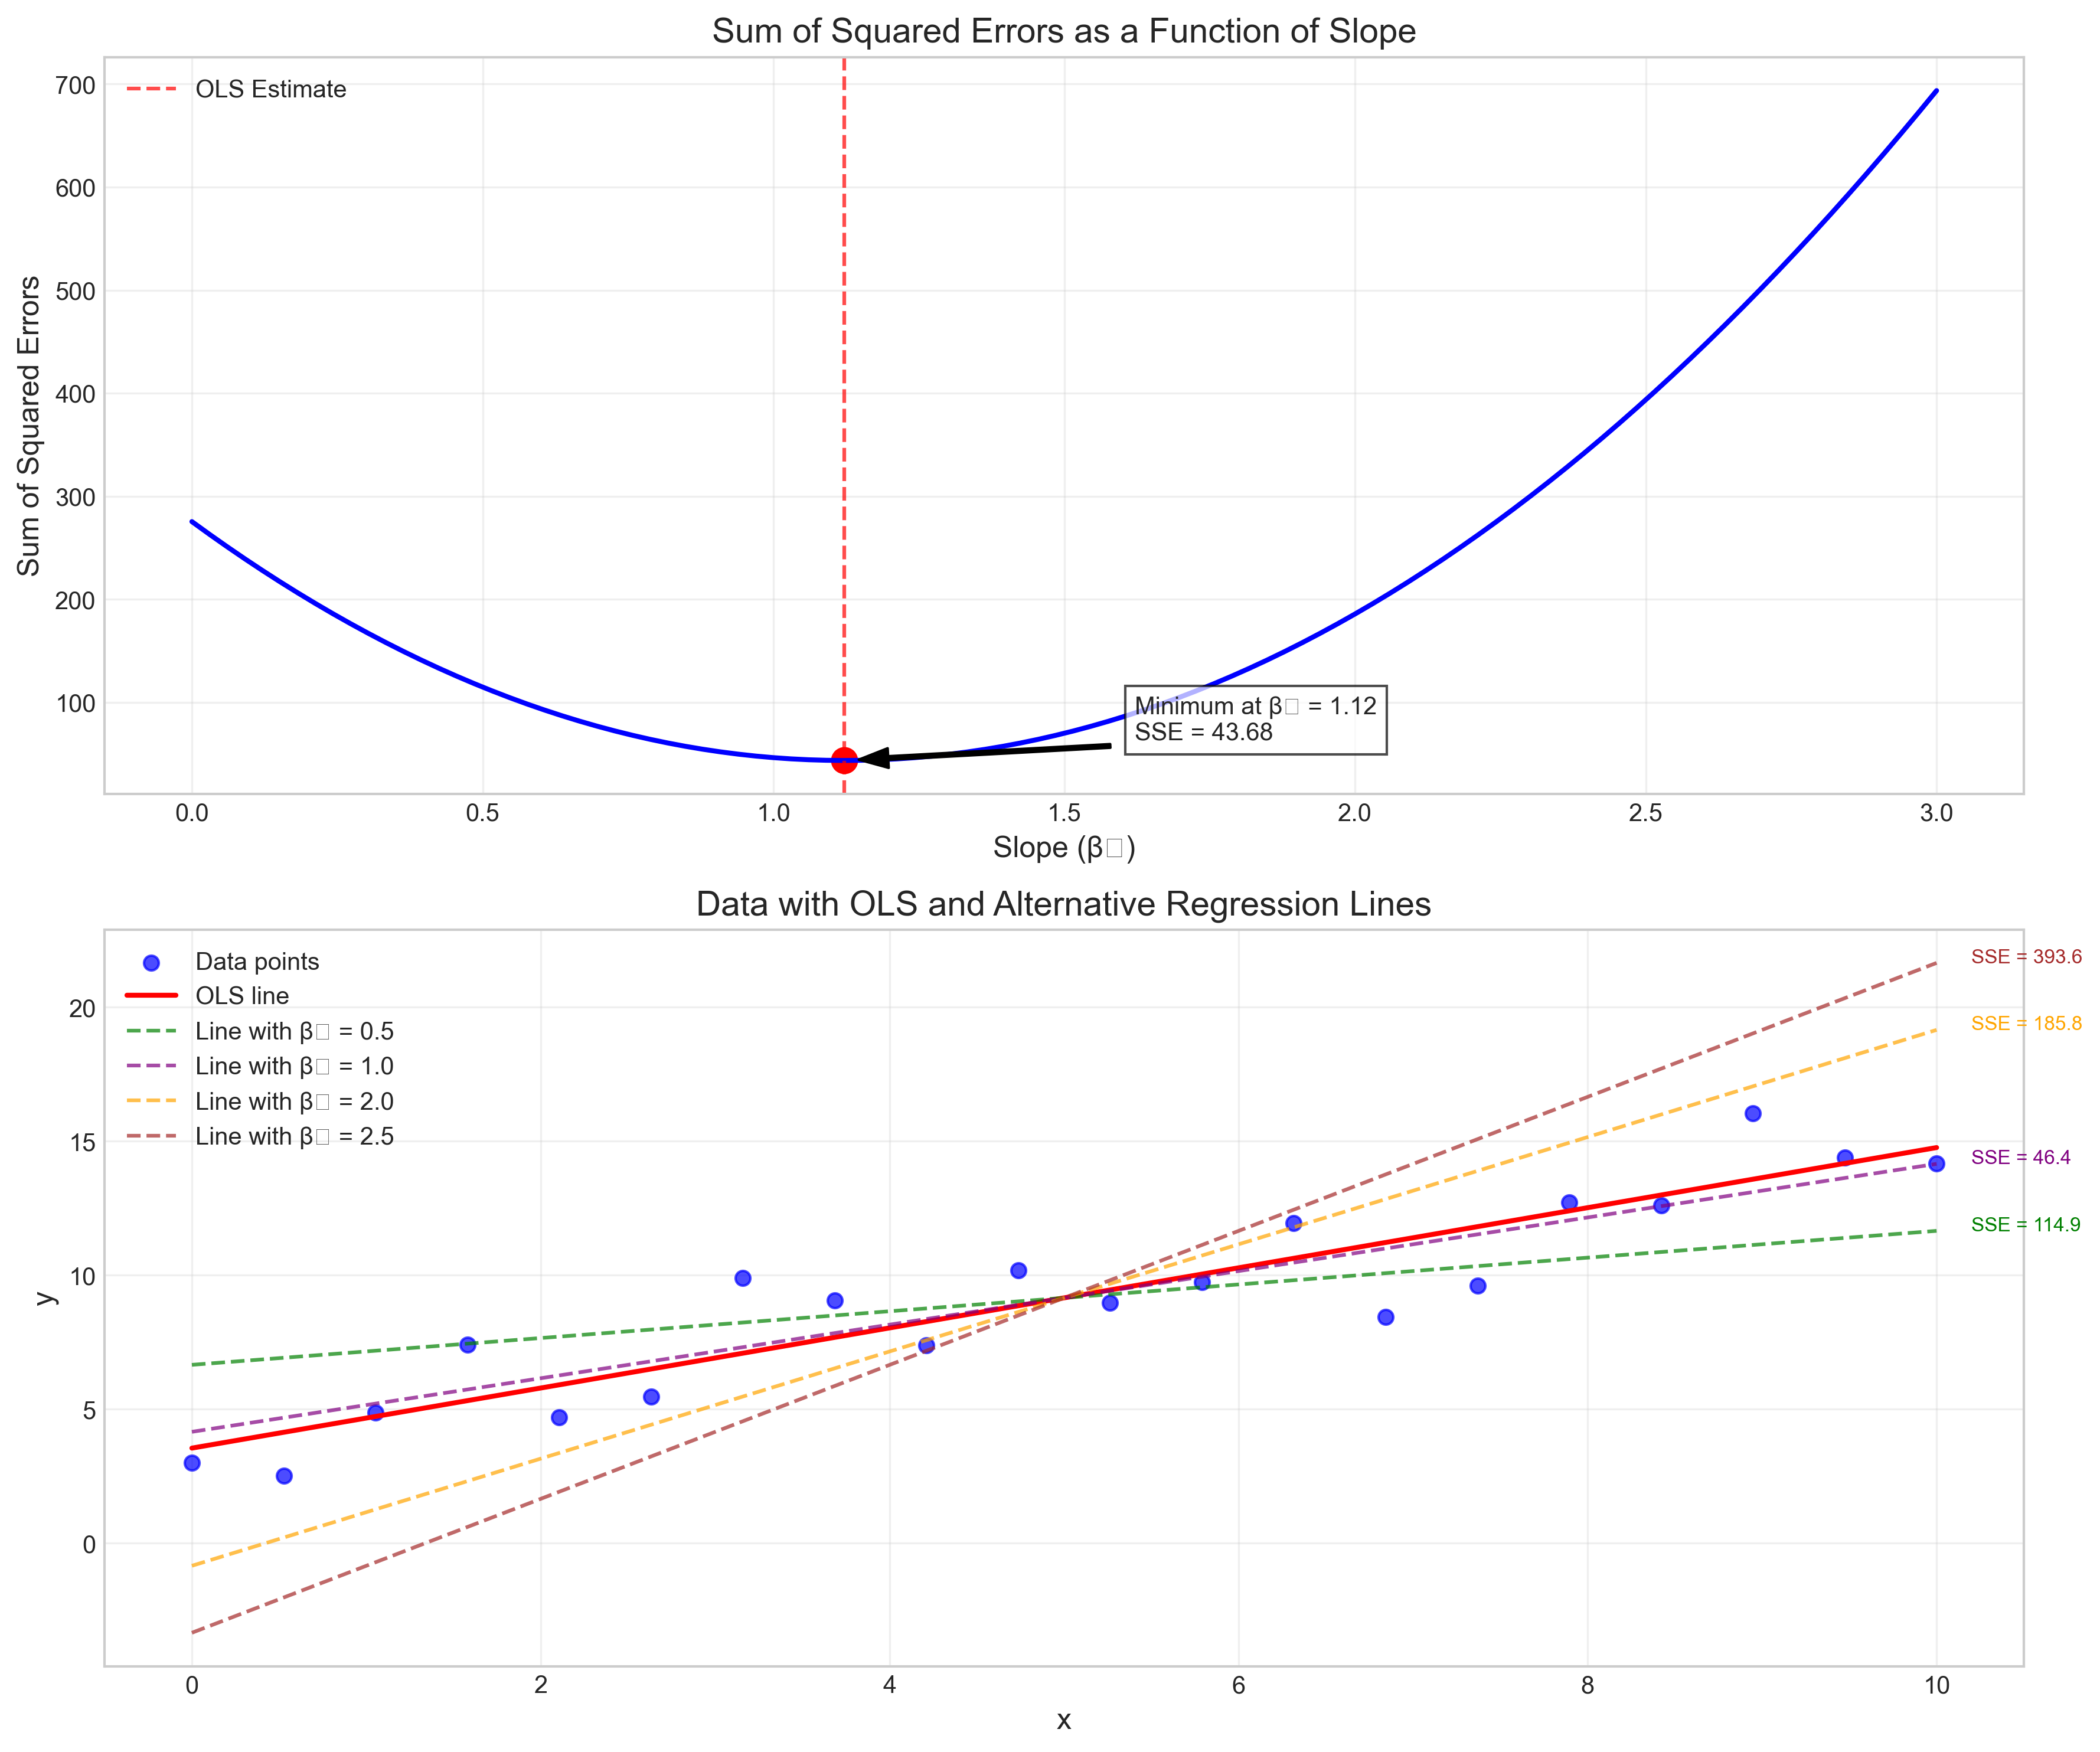 Sum of Squared Errors as a Function of Slope
OLS Estimate
700
600
500
400
300
200
100
Sum of Squared Errors
Minimum at β□ = 1.12
SSE = 43.68
0.0 0.5 1.0 1.5 2.0 2.5 3.0
Slope (β□)
Data with OLS and Alternative Regression Lines
Data points
OLS line
Line with β□ = 0.5
Line with β□ = 1.0
Line with β□ = 2.0
Line with β□ = 2.5
SSE = 393.6
SSE = 185.8
SSE = 46.4
SSE = 114.9
20
15
10
5
0
y
0 2 4 6 8 10
x